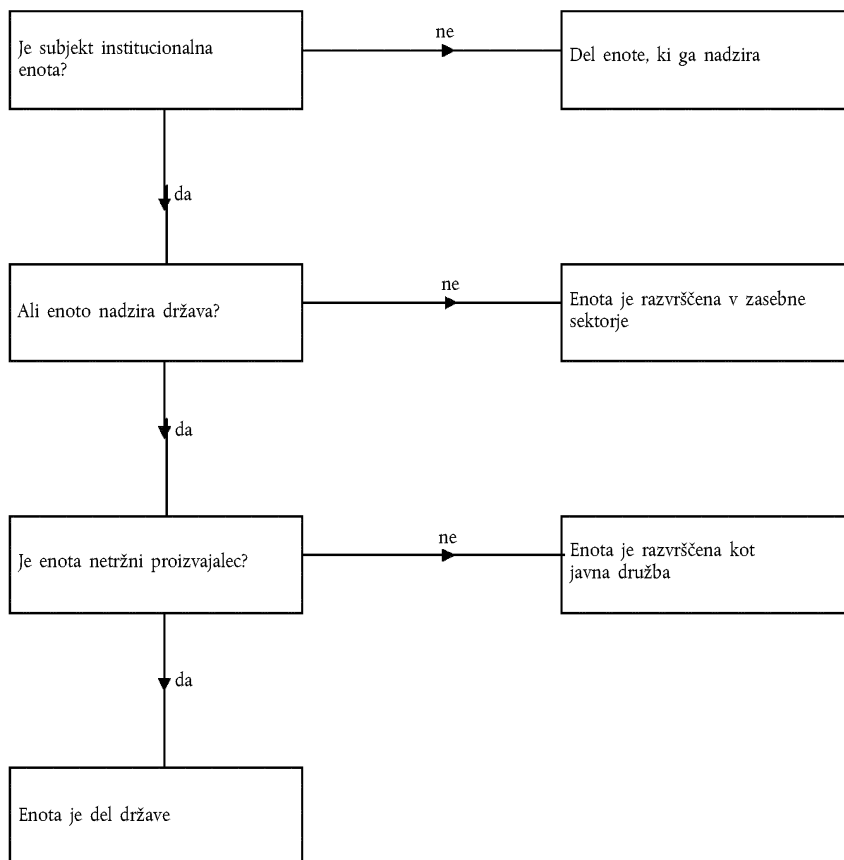 Je subjekt institucionalna
enota?
ne
Del enote, ki ga nadzira
da
Ali enoto nadzira država?
ne
Enota je razvrščena v zasebne
sektorje
da
Je enota netržni proizvajalec?
ne
Enota je razvrščena kot
javna družba
da
Enota je del države